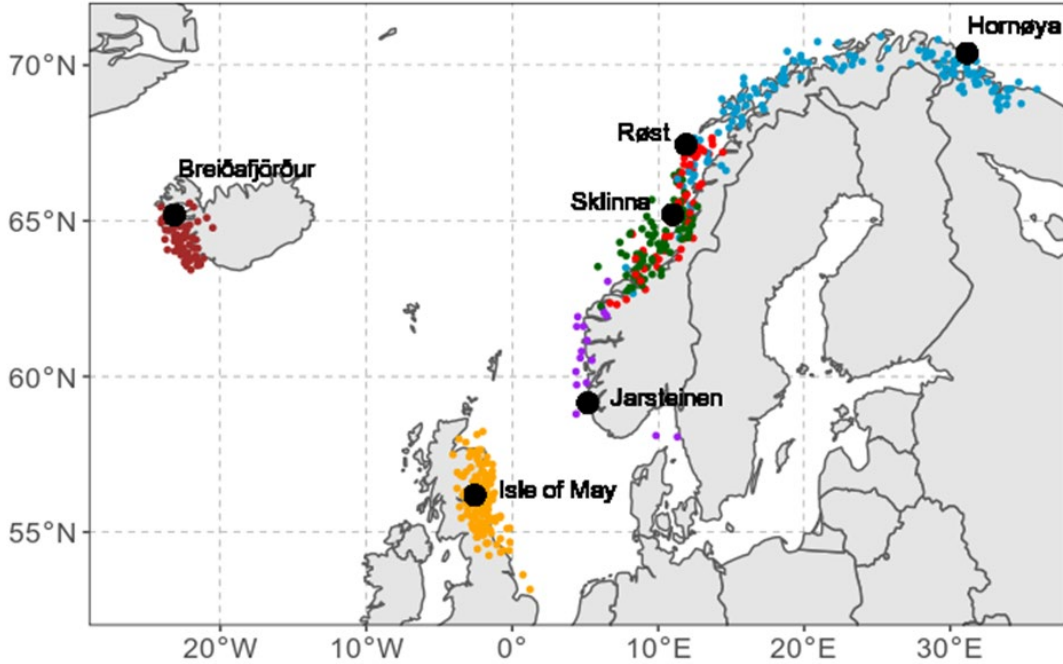 Hornøya
70°N
Røst
Breiðafjörður
65°N
Sklinna
60°N
Jarsteinen
Isle of May
55°N
20°W
10°W
0°
10°E
20°E
30°E